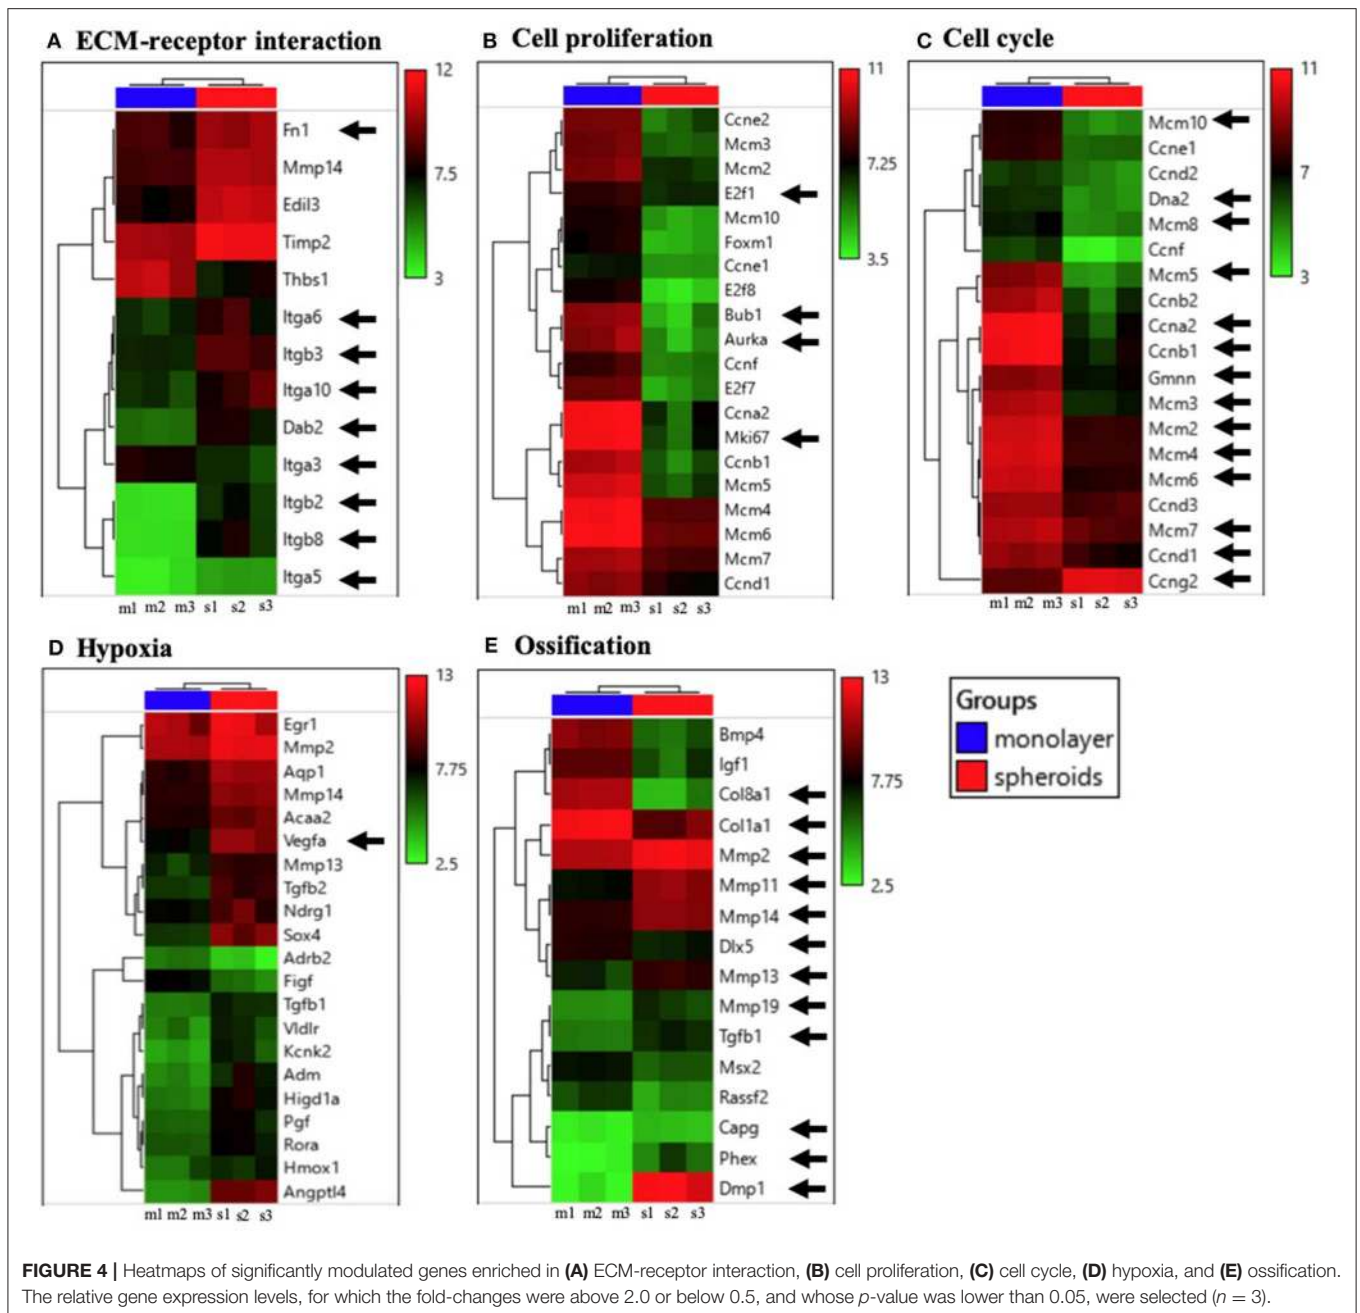 A ECM-receptor interaction
12
7.5
3
Fn1
Mmp14
Edil3
Timp2
Thbs1
Itga6
Itgb3
Itga10
Dab2
Itga3
Itgb2
Itgb8
Itga5
m1 m2 m3 s1 s2 s3
B Cell proliferation
11
7.25
3.5
Ccne2
Mcm3
Mcm2
E2f1
Mcm10
Foxm1
Ccne1
E2f8
Bub1
Aurka
Ccnf
E2f7
Ccna2
Mki67
Ccnb1
Mcm5
Mcm4
Mcm6
Mcm7
Ccnd1
m1 m2 m3 s1 s2 s3
C Cell cycle
11
7
3
Mcm10
Ccne1
Ccnd2
Dna2
Mcm8
Ccnf
Mcm5
Ccnb2
Ccna2
Ccnb1
Gmnn
Mcm3
Mcm2
Mcm4
Mcm6
Ccnd3
Mcm7
Ccnd1
Ccng2
m1 m2 m3 s1 s2 s3
D Hypoxia
13
7.75
2.5
Egr1
Mmp2
Aqp1
Mmp14
Acaa2
Vegfa
Mmp13
Tgfb2
Ndrg1
Sox4
Adrb2
Figf
Tgfb1
Vldlr
Kcnk2
Adm
Higd1a
Pgf
Rora
Hmox1
Angptl4
m1 m2 m3 s1 s2 s3
E Ossification
13
7.75
2.5
Bmp4
Igf1
Col8a1
Col1a1
Mmp2
Mmp11
Mmp14
Dlx5
Mmp13
Mmp19
Tgfb1
Msx2
Rassf2
Capg
Phex
Dmp1
m1 m2 m3 s1 s2 s3
Groups
monolayer
spheroids
FIGURE 4 | Heatmaps of significantly modulated genes enriched in (A) ECM-receptor interaction, (B) cell proliferation, (C) cell cycle, (D) hypoxia, and (E) ossification.
The relative gene expression levels, for which the fold-changes were above 2.0 or below 0.5, and whose p-value was lower than 0.05, were selected (n = 3).